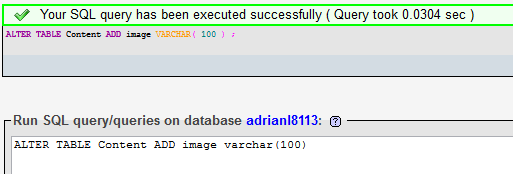 Your SQL query has been executed successfully ( Query took 0.0304 sec )
ALTER TABLE Content ADD image VARCHAR( 100 ) ;
Run SQL query/queries on database adrianl8113:
ALTER TABLE Content ADD image varchar(100)